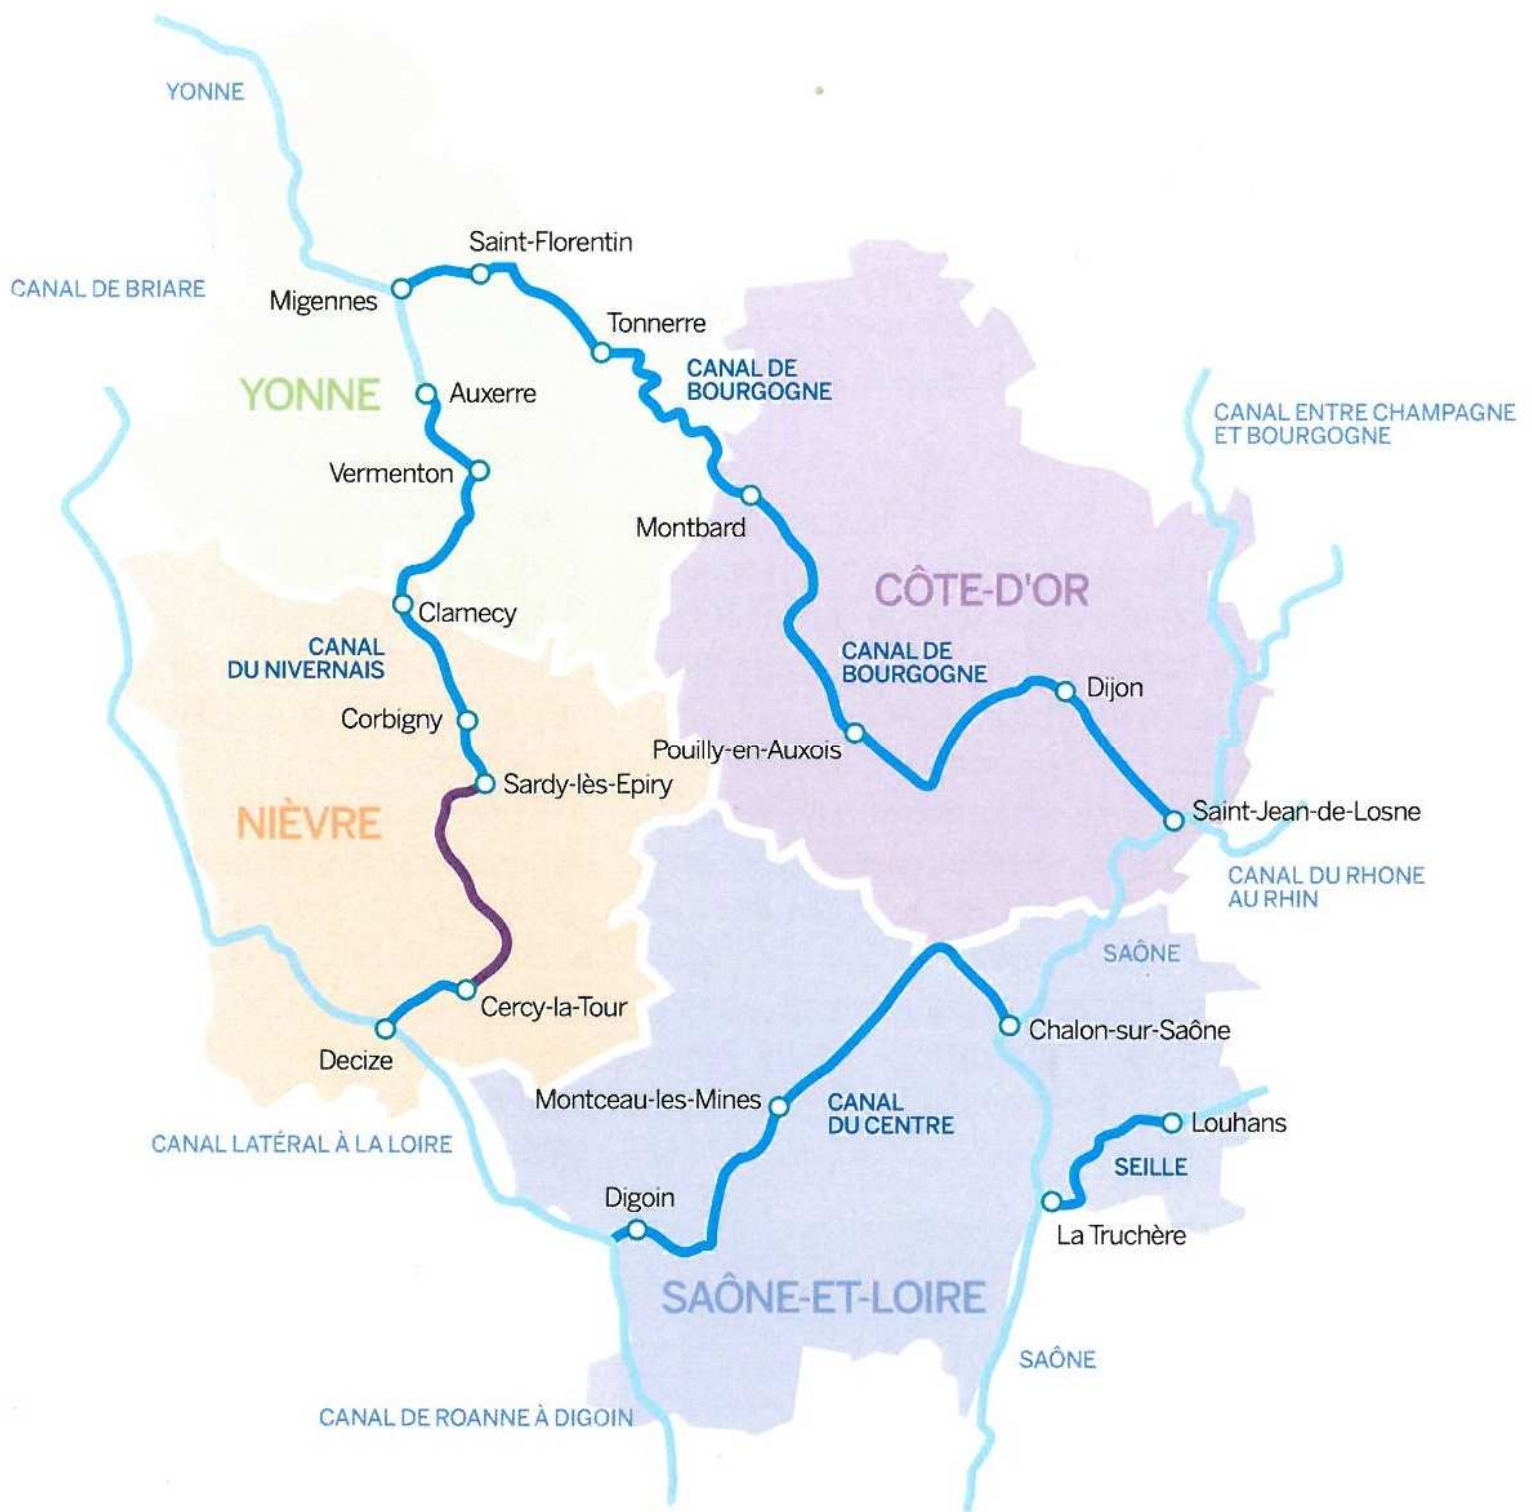 YONNE
Saint-Florentin
CANAL DE BRIARE
Migennes
Tonnerre
CANAL DE
BOURGOGNE
YONNE
Auxerre
CANAL ENTRE CHAMPAGNE
ET BOURGOGNE
Vermenton
Montbard
CÔTE-D'OR
Clamecy
CANAL
DU NIVERNAIS
CANAL DE
BOURGOGNE
Dijon
Corbigny
Pouilly-en-Auxois
Sardy-lès-Epiry
NIÈVRE
Saint-Jean-de-Losne
CANAL DU RHONE
AU RHIN
SAÔNE
Cercy-la-Tour
Chalon-sur-Saône
Decize
Montceau-les-Mines
CANAL
DU CENTRE
Louhans
CANAL LATÉRAL À LA LOIRE
SEILLE
Digoin
La Truchère
SAÔNE-ET-LOIRE
SAÔNE
CANAL DE ROANNE À DIGOIN